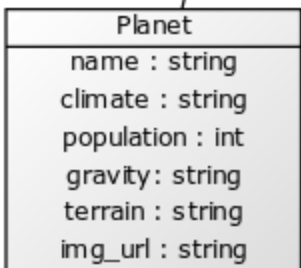 Planet
name : string
climate : string
population : int
gravity: string
terrain : string
img_url : string